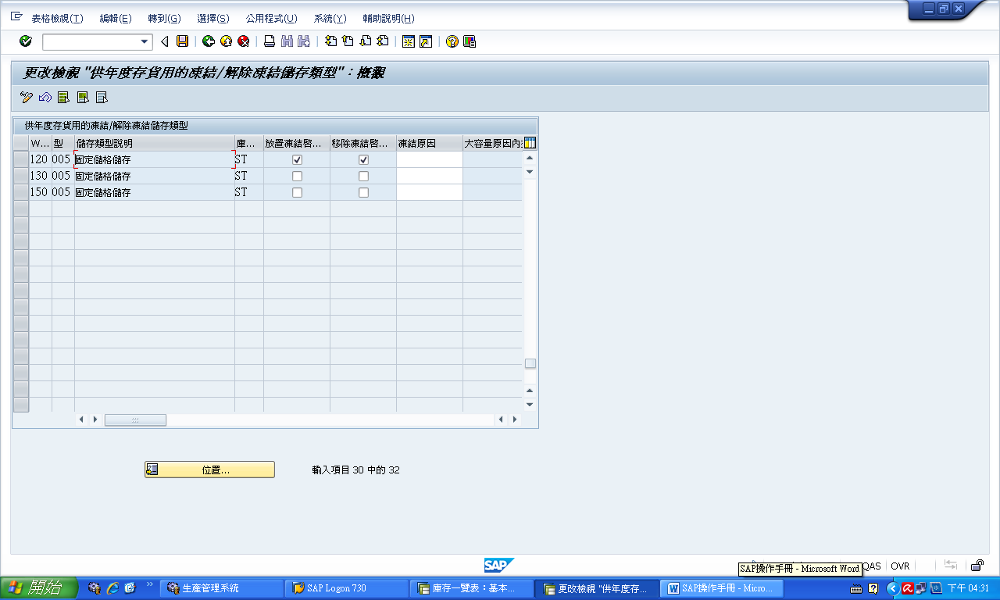 表格檢視(T) 編輯(E) 轉到(G) 選擇(S) 公用程式(U) 系統(Y) 輔助說明(H)
更改檢視 "供年度存貨用的凍結/解除凍結儲存類型"：概觀
供年度存貨用的凍結/解除凍結儲存類型
W... 型 儲存類型說明 庫... 放置凍結啓... 移除凍結啓... 凍結原因 大容量原因內
120 005 固定儲格儲存 ST
130 005 固定儲格儲存 ST
150 005 固定儲格儲存 ST
位置... 輸入項目 30 中的 32
SAP
SAP操作手冊 - Microsoft Word QAS OVR
開始 生産管理系統 SAP Logon 730 庫存一覽表：基本... 更改檢視 "供年度存... SAP操作手冊 - Micro... 下午 04:31